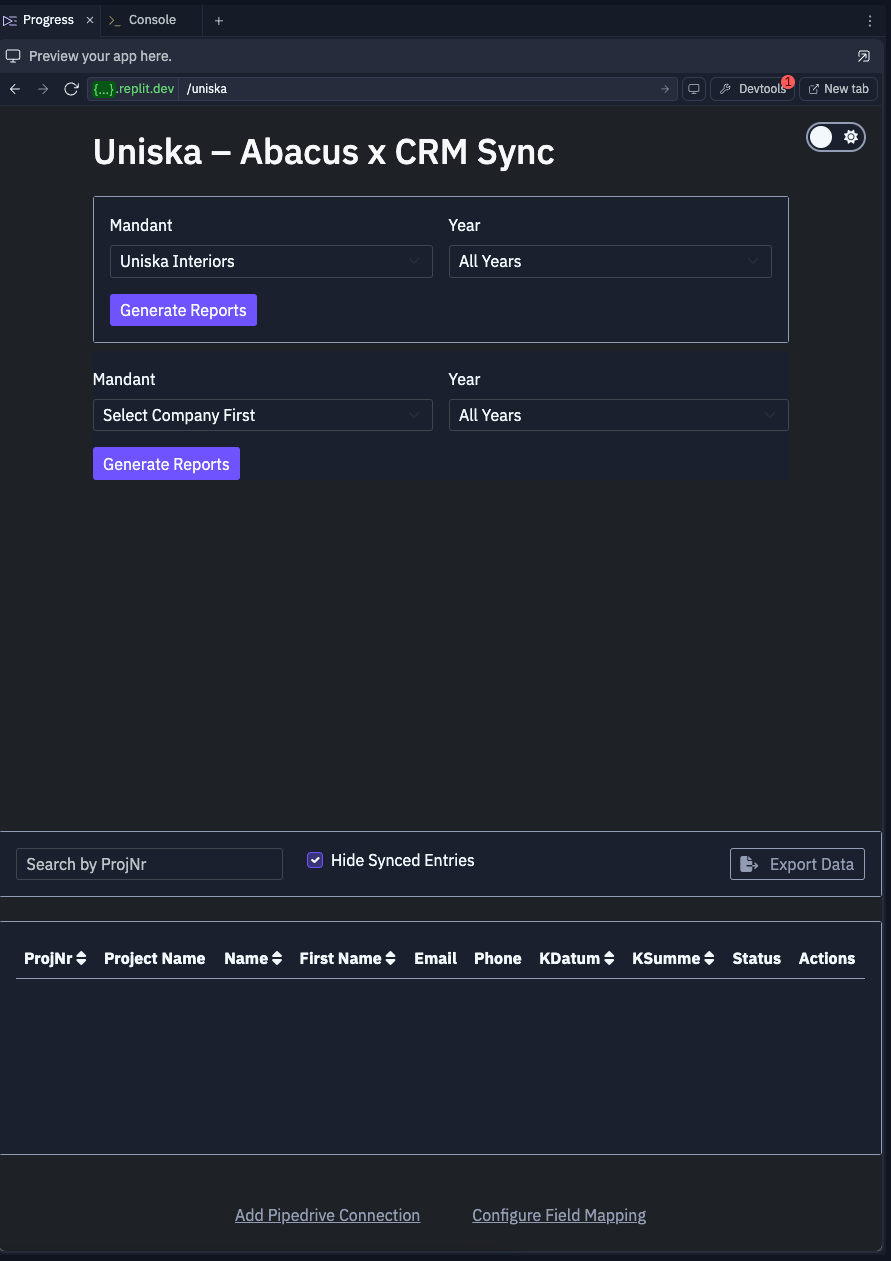 Progress × >_ Console +
Preview your app here.
{...}.replit.dev /uniska Devtools 1 New tab
Uniska – Abacus x CRM Sync
Mandant Year
Uniska Interiors All Years
Generate Reports
Mandant Year
Select Company First All Years
Generate Reports
Search by ProjNr Hide Synced Entries Export Data
ProjNr Project Name Name First Name Email Phone KDatum KSumme Status Actions
Add Pipedrive Connection Configure Field Mapping